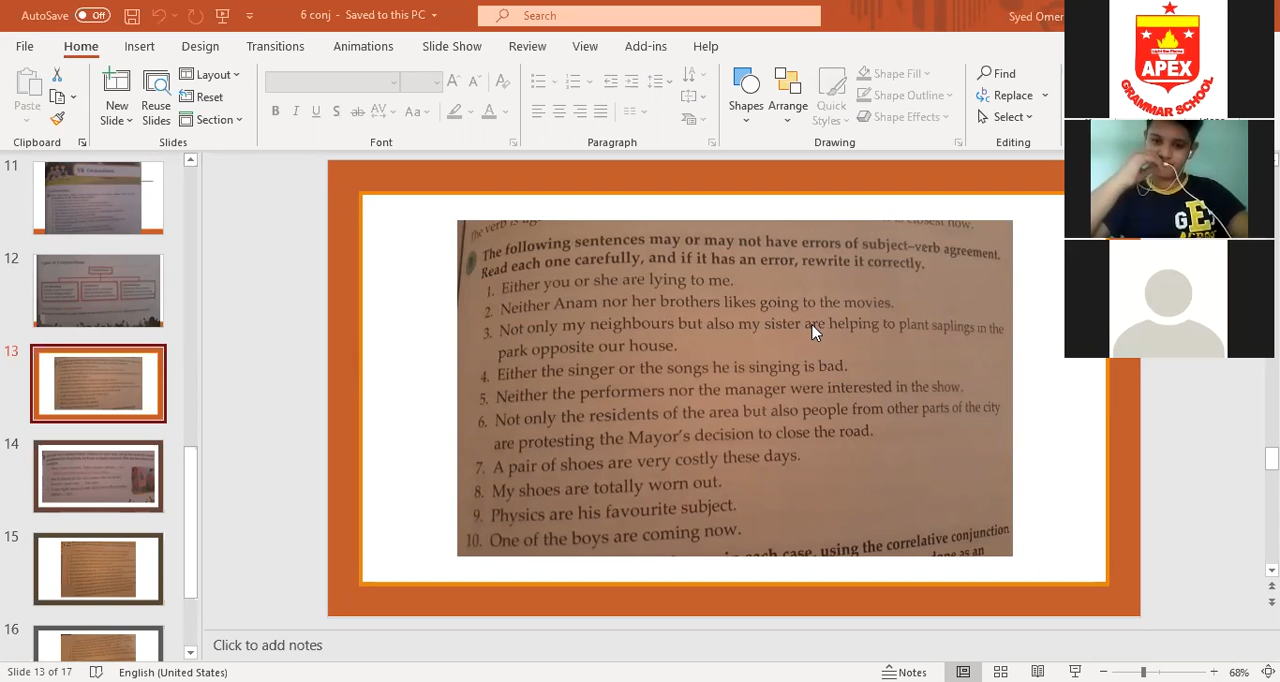 AutoSave Off 6 conj - Saved to this PC Search Syed Omer
File Home Insert Design Transitions Animations Slide Show Review View Add-ins Help
Paste New Slide Reuse Slides Layout Reset Section
B I U S ab AV Aa
Shapes Arrange Quick Styles Shape Fill Shape Outline Shape Effects
Find Replace Select
Clipboard Slides Font Paragraph Drawing Editing
APEX
GRAMMAR SCHOOL
11
12
13
14
15
16
The following sentences may or may not have errors of subject-verb agreement.
Read each one carefully, and if it has an error, rewrite it correctly.
1. Either you or she are lying to me.
2. Neither Anam nor her brothers likes going to the movies.
3. Not only my neighbours but also my sister are helping to plant saplings in the
park opposite our house.
4. Either the singer or the songs he is singing is bad.
5. Neither the performers nor the manager were interested in the show.
6. Not only the residents of the area but also people from other parts of the city
are protesting the Mayor's decision to close the road.
7. A pair of shoes are very costly these days.
8. My shoes are totally worn out.
9. Physics are his favourite subject.
10. One of the boys are coming now.
each case, using the correlative conjunction
Click to add notes
Slide 13 of 17 English (United States) Notes 68%